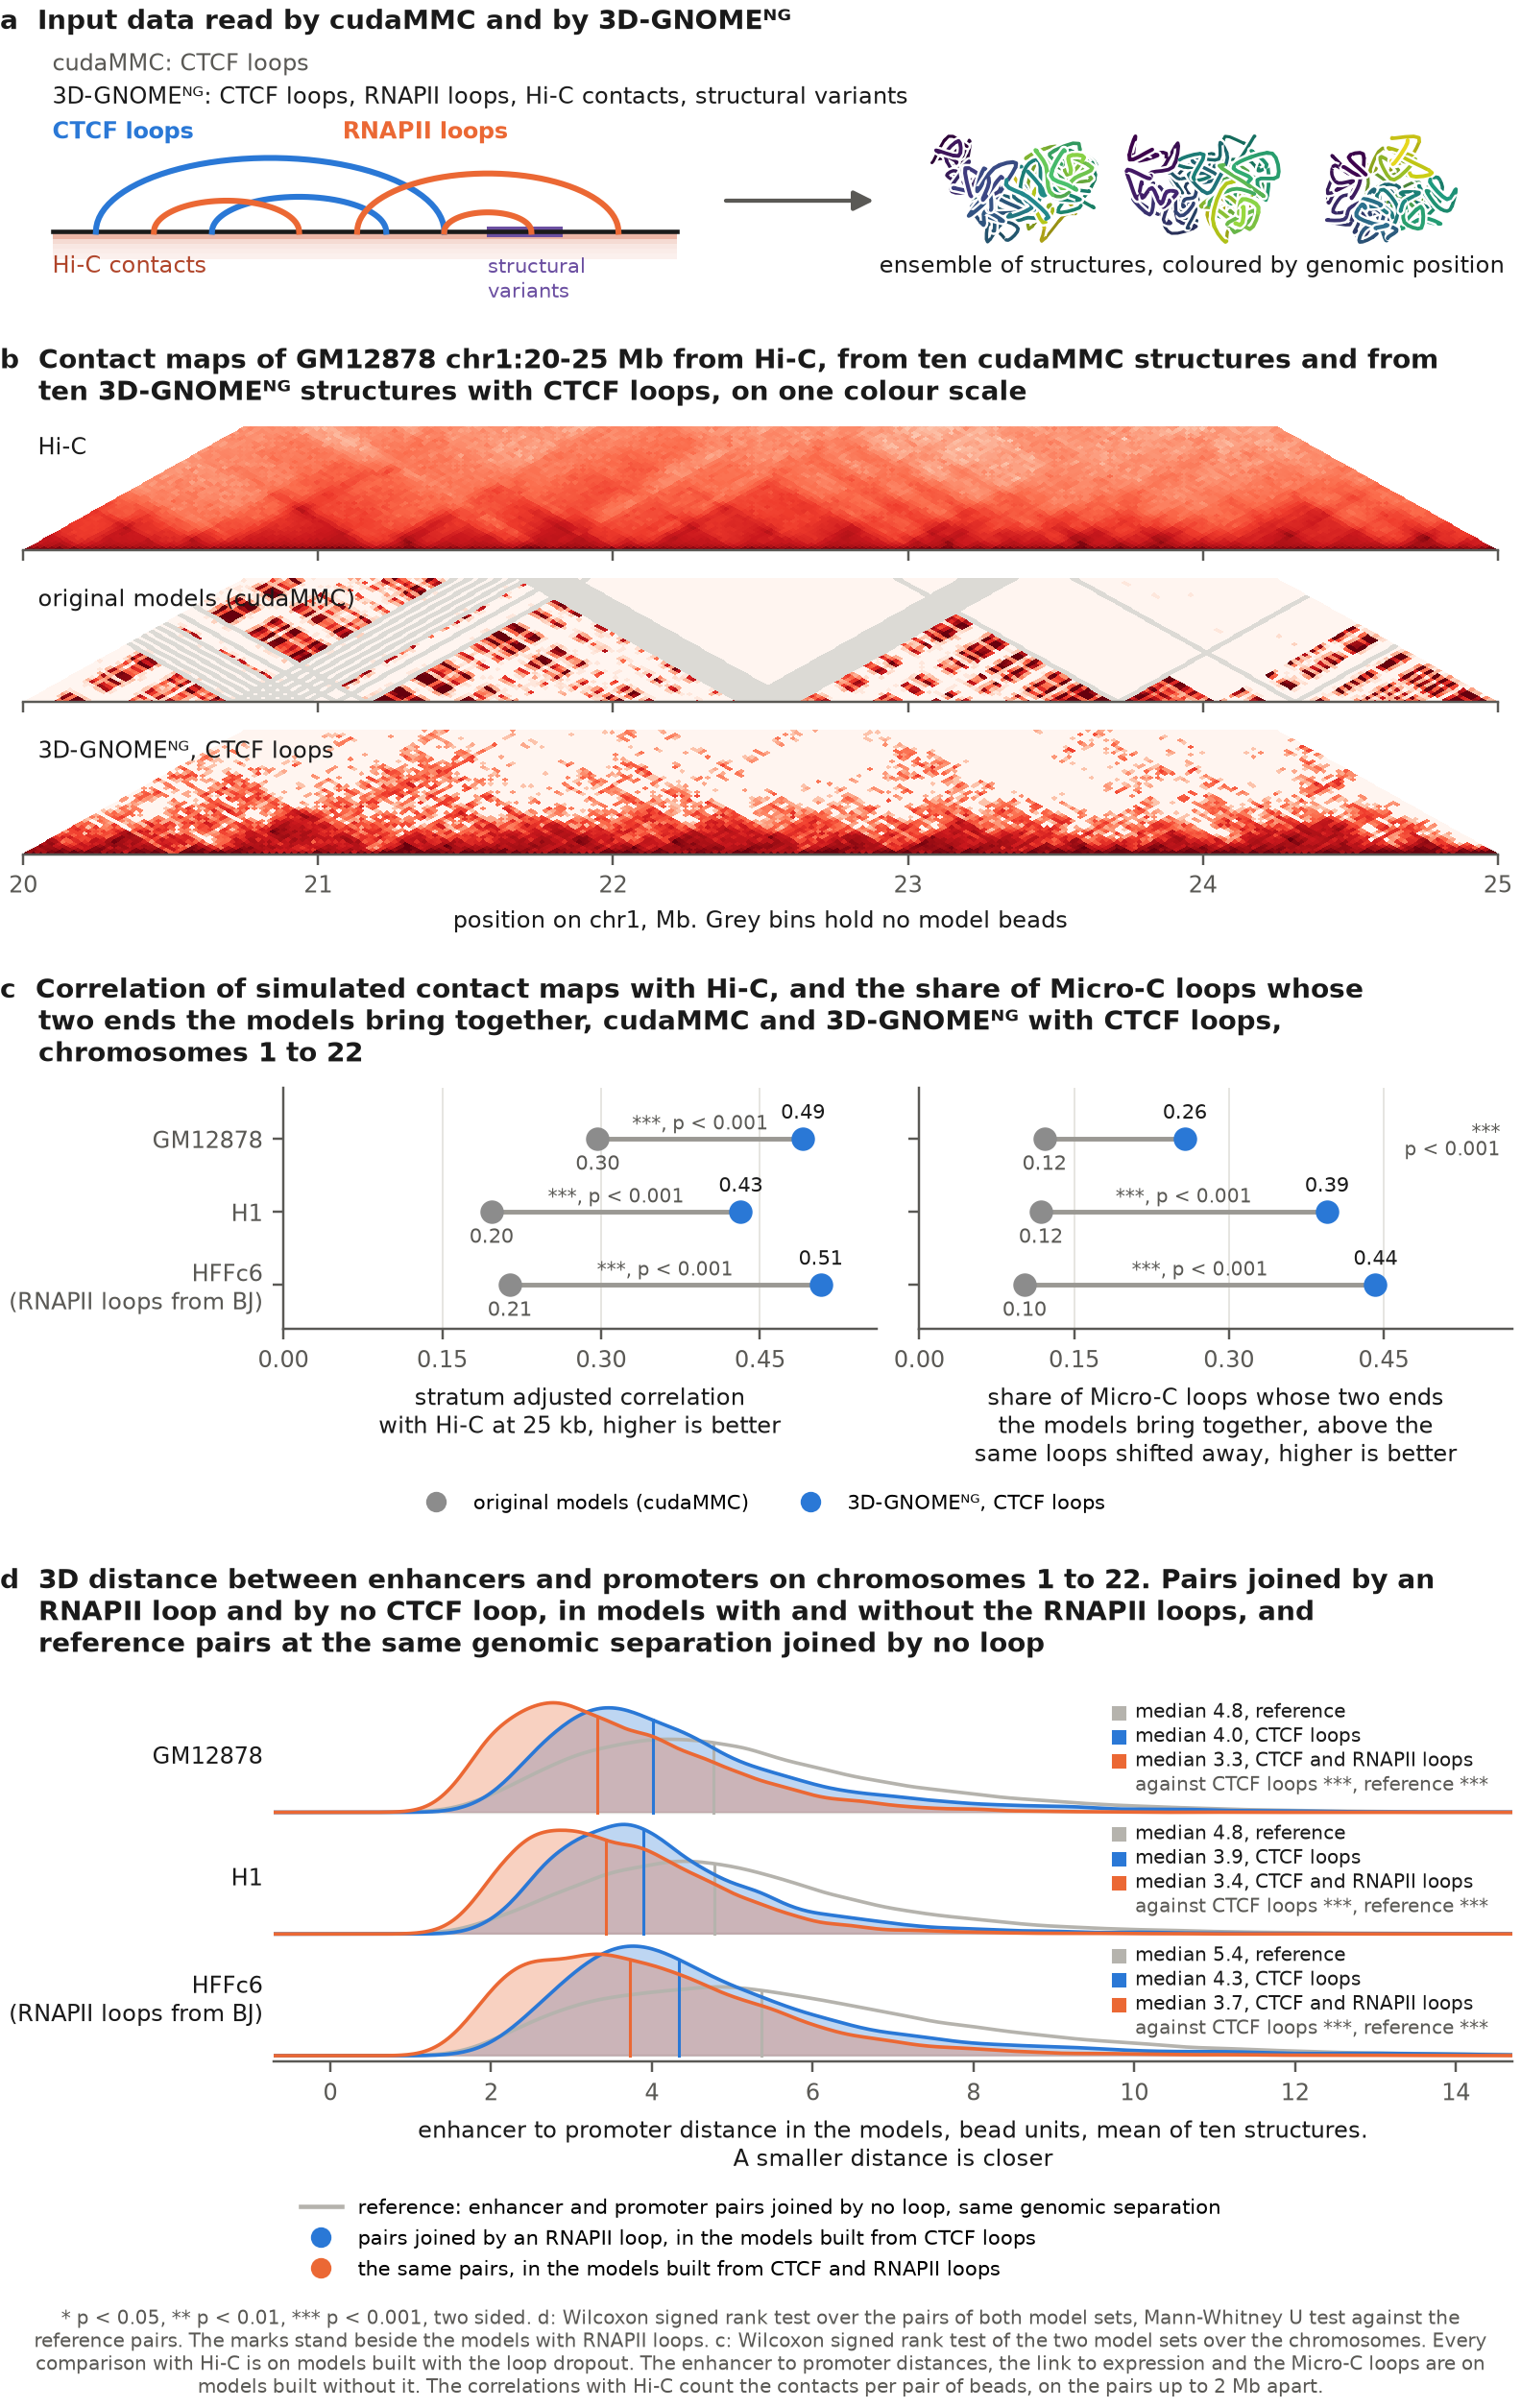 a Input data read by cudaMMC and by 3D-GNOMEᴺᴳ
cudaMMC: CTCF loops
3D-GNOMEᴺᴳ: CTCF loops, RNAPII loops, Hi-C contacts, structural variants
CTCF loops
RNAPII loops
Hi-C contacts
structural
variants
ensemble of structures, coloured by genomic position
b Contact maps of GM12878 chr1:20-25 Mb from Hi-C, from ten cudaMMC structures and from
ten 3D-GNOMEᴺᴳ structures with CTCF loops, on one colour scale
Hi-C
original models (cudaMMC)
3D-GNOMEᴺᴳ, CTCF loops
20 21 22 23 24 25
position on chr1, Mb. Grey bins hold no model beads
c Correlation of simulated contact maps with Hi-C, and the share of Micro-C loops whose
two ends the models bring together, cudaMMC and 3D-GNOMEᴺᴳ with CTCF loops,
chromosomes 1 to 22
GM12878
***, p < 0.001
0.49
0.30
H1
***, p < 0.001
0.43
0.20
HFFc6
(RNAPII loops from BJ)
***, p < 0.001
0.51
0.21
0.00 0.15 0.30 0.45
stratum adjusted correlation
with Hi-C at 25 kb, higher is better
0.26
0.12
***
p < 0.001
***, p < 0.001
0.39
0.12
***, p < 0.001
0.44
0.10
0.00 0.15 0.30 0.45
share of Micro-C loops whose two ends
the models bring together, above the
same loops shifted away, higher is better
original models (cudaMMC)
3D-GNOMEᴺᴳ, CTCF loops
d 3D distance between enhancers and promoters on chromosomes 1 to 22. Pairs joined by an
RNAPII loop and by no CTCF loop, in models with and without the RNAPII loops, and
reference pairs at the same genomic separation joined by no loop
GM12878
median 4.8, reference
median 4.0, CTCF loops
median 3.3, CTCF and RNAPII loops
against CTCF loops ***, reference ***
H1
median 4.8, reference
median 3.9, CTCF loops
median 3.4, CTCF and RNAPII loops
against CTCF loops ***, reference ***
HFFc6
(RNAPII loops from BJ)
median 5.4, reference
median 4.3, CTCF loops
median 3.7, CTCF and RNAPII loops
against CTCF loops ***, reference ***
0 2 4 6 8 10 12 14
enhancer to promoter distance in the models, bead units, mean of ten structures.
A smaller distance is closer
reference: enhancer and promoter pairs joined by no loop, same genomic separation
pairs joined by an RNAPII loop, in the models built from CTCF loops
the same pairs, in the models built from CTCF and RNAPII loops
* p < 0.05, ** p < 0.01, *** p < 0.001, two sided. d: Wilcoxon signed rank test over the pairs of both model sets, Mann-Whitney U test against the
reference pairs. The marks stand beside the models with RNAPII loops. c: Wilcoxon signed rank test of the two model sets over the chromosomes. Every
comparison with Hi-C is on models built with the loop dropout. The enhancer to promoter distances, the link to expression and the Micro-C loops are on
models built without it. The correlations with Hi-C count the contacts per pair of beads, on the pairs up to 2 Mb apart.